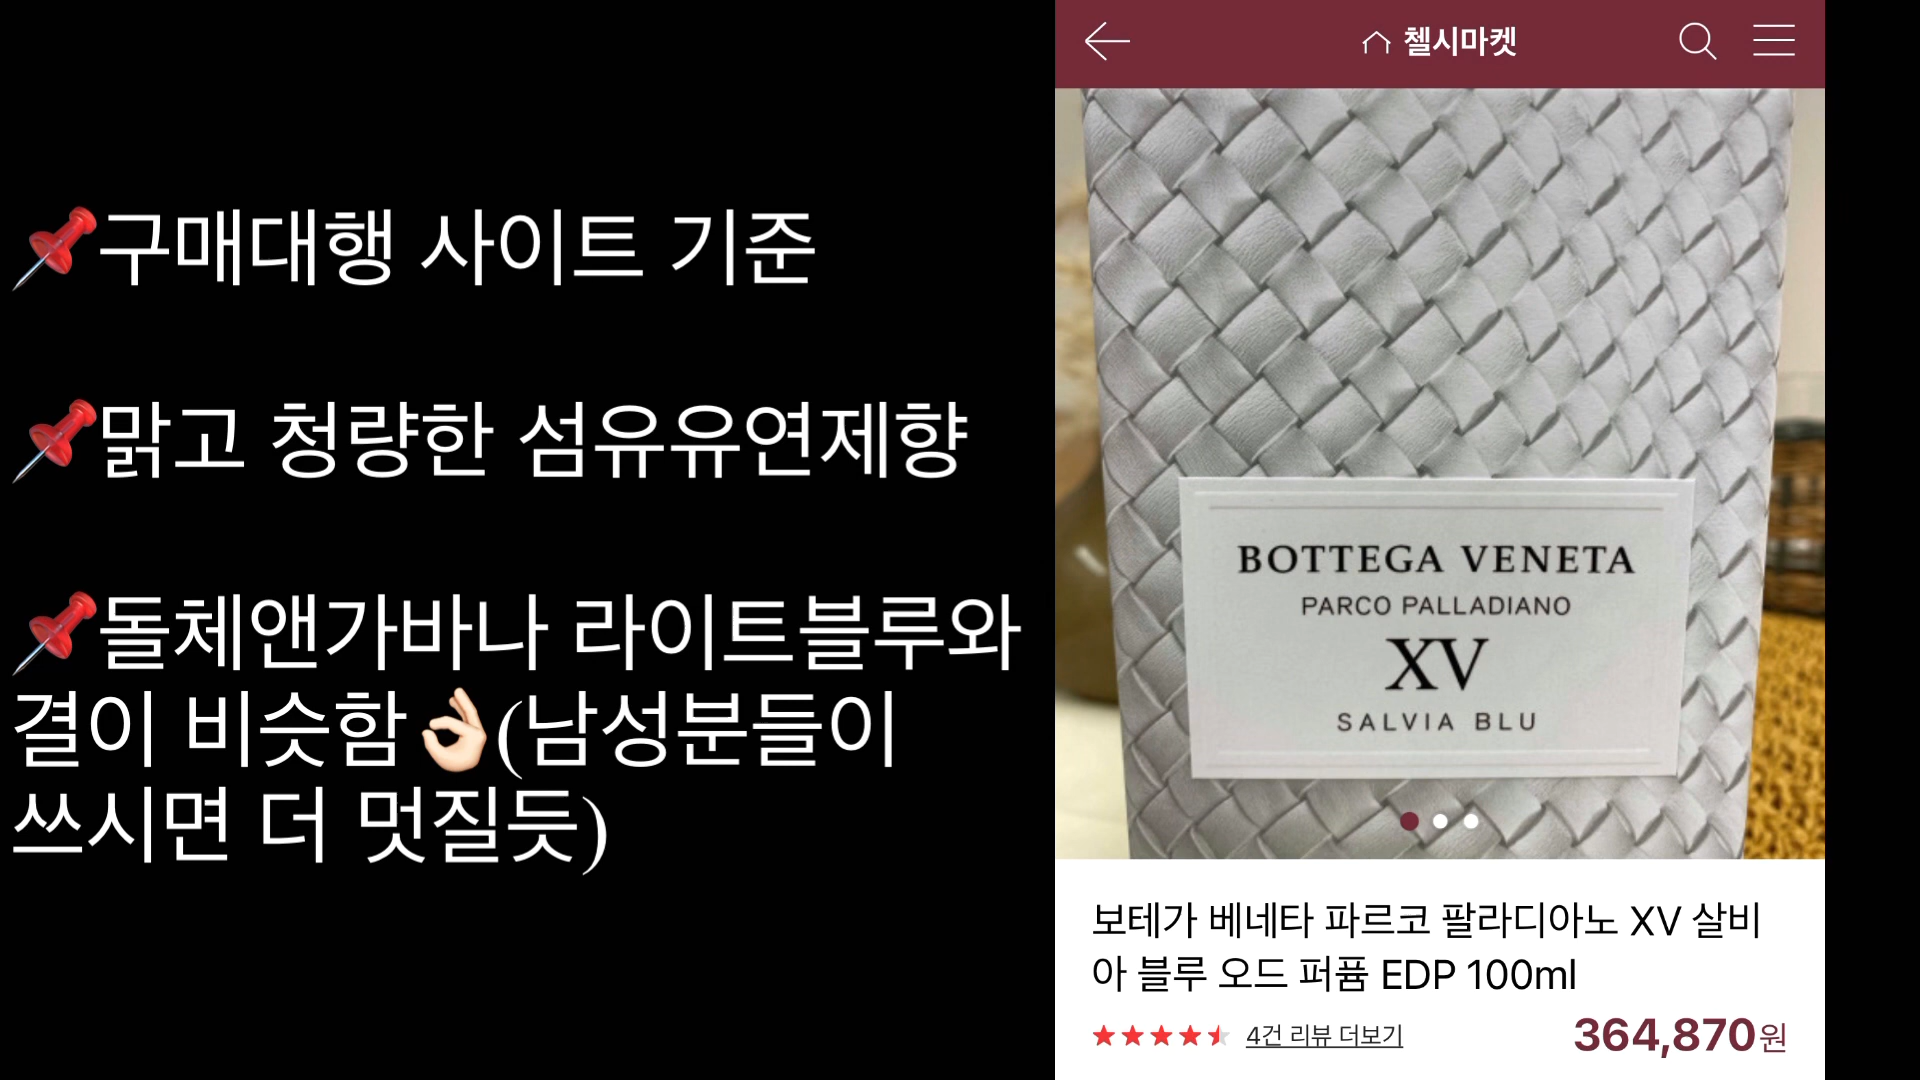 📌구매대행 사이트 기준
📌맑고 청량한 섬유유연제향
📌돌체앤가바나 라이트블루와
결이 비슷함👌🏻(남성분들이
쓰시면 더 멋질듯)
첼시마켓
BOTTEGA VENETA
PARCO PALLADIANO
XV
SALVIA BLU
보테가 베네타 파르코 팔라디아노 XV 살비
아 블루 오드 퍼퓸 EDP 100ml
4건 리뷰 더보기
364,870원